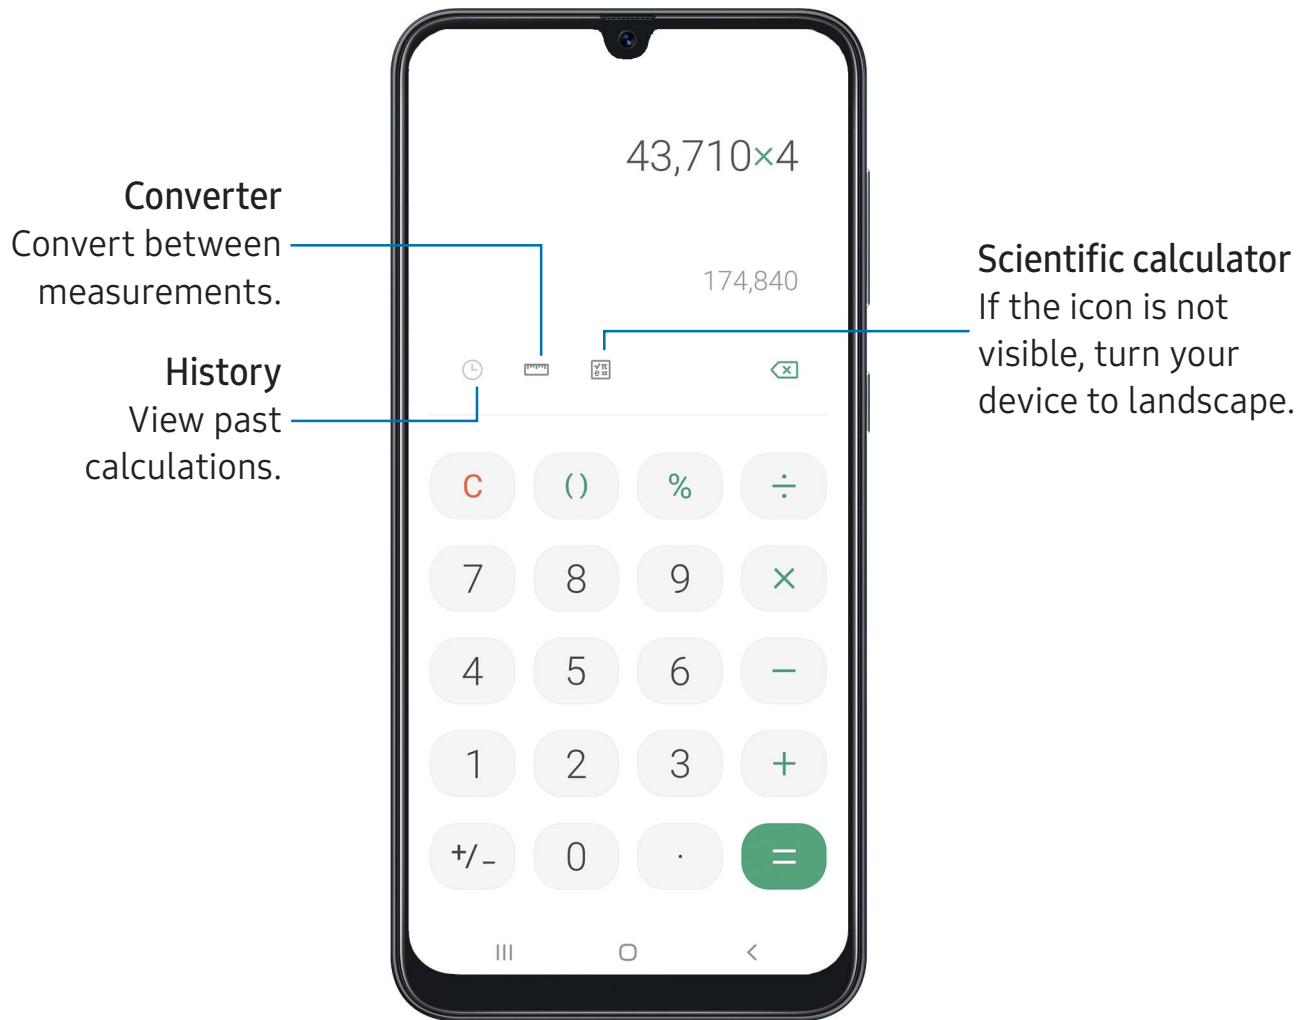 43,710×4
Converter
Convert between
measurements.
174,840
Scientific calculator
If the icon is not
visible, turn your
device to landscape.
History
View past
calculations.
√π
e=
C () % ÷
7 8 9 ×
4 5 6 −
1 2 3 +
+/- 0 . =